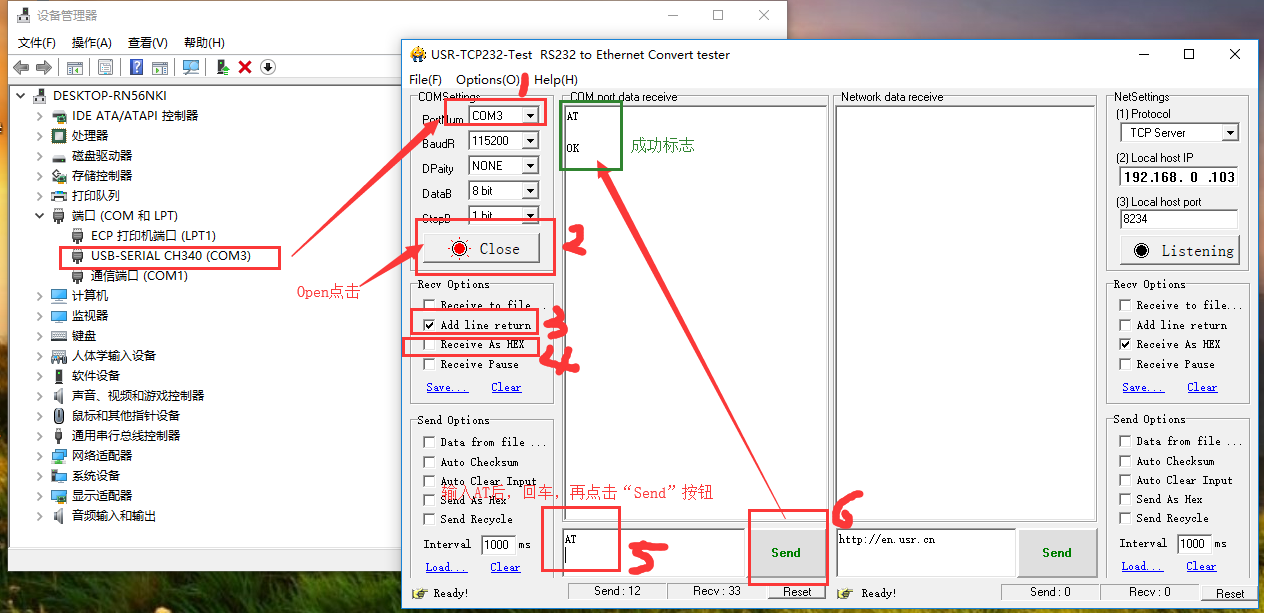 设备管理器
文件(F) 操作(A) 查看(V) 帮助(H)
DESKTOP-RN56NKI
IDE ATA/ATAPI 控制器
处理器
磁盘驱动器
存储控制器
打印队列
端口 (COM 和 LPT)
ECP 打印机端口 (LPT1)
USB-SERIAL CH340 (COM3)
通信端口 (COM1)
计算机
监视器
键盘
人体学输入设备
软件设备
声音、视频和游戏控制器
鼠标和其他指针设备
通用串行总线控制器
网络适配器
系统设备
显示适配器
音频输入和输出
USR-TCP232-Test RS232 to Ethernet Convert tester
File(F) Options(O) Help(H)
COMSettings
1
PortNum COM3
BaudR 115200
DPaity NONE
DataB 8 bit
StopB 1 bit
Close
2
Open点击
Recv Options
Receive to file...
Add line return
3
Receive As HEX
4
Receive Pause
Save... Clear
Send Options
Data from file ...
Auto Checksum
Auto Clear Input
Send As Hex
Send Recycle
Interval 1000 ms
Load... Clear
COM port data receive
AT
OK
成功标志
输入AT后，回车，再点击“Send”按钮
AT
5
Send
6
Ready!
Send : 12
Recv : 33
Reset
Network data receive
http://en.usr.cn
Send
Ready!
Send : 0
Recv : 0
Reset
NetSettings
(1) Protocol
TCP Server
(2) Local host IP
192.168. 0 .103
(3) Local host port
8234
Listening
Recv Options
Receive to file...
Add line return
Receive As HEX
Receive Pause
Save... Clear
Send Options
Data from file ...
Auto Checksum
Auto Clear Input
Send As Hex
Send Recycle
Interval 1000 ms
Load... Clear